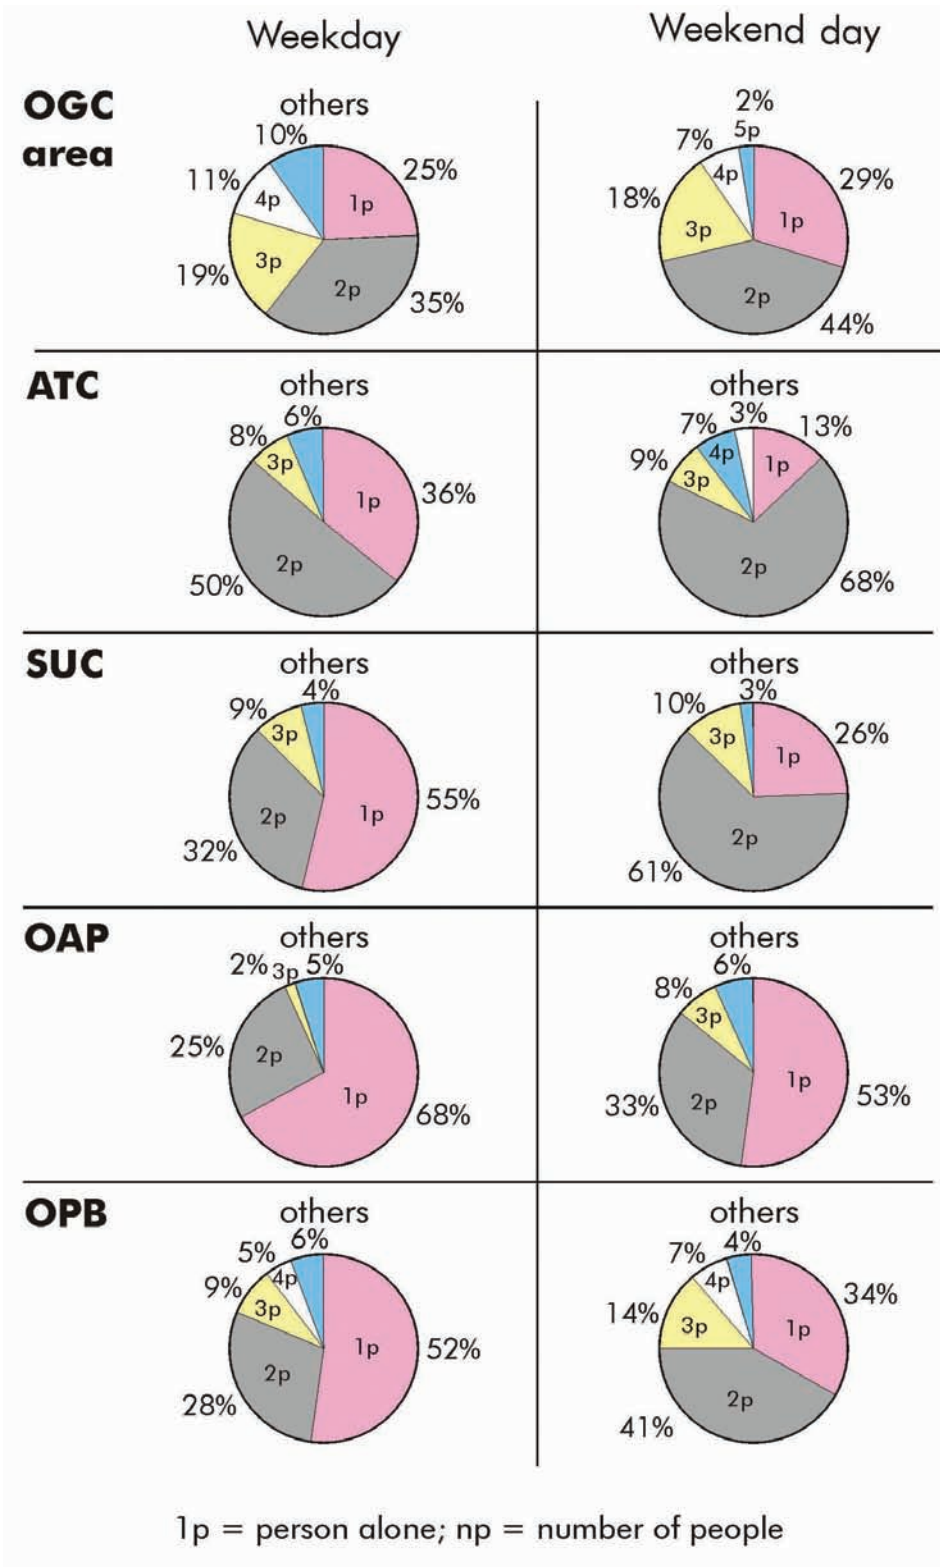 Weekday
Weekend day
OGC
area
others
10%
25%
11%
4p
1p
3p
19%
2p
35%
2%
5p
7%
4p
29%
18%
1p
3p
2p
44%
ATC
others
6%
8%
3p
36%
1p
2p
50%
others
3%
7%
13%
4p
1p
9%
3p
2p
68%
SUC
others
4%
9%
3p
55%
1p
2p
32%
others
3%
10%
26%
3p
1p
2p
61%
OAP
others
2% 3p 5%
25%
2p
1p
68%
others
6%
8%
3p
1p
53%
33%
2p
OPB
others
6%
5%
4p
9%
3p
1p
52%
2p
28%
others
4%
7%
4p
34%
14%
3p
1p
2p
41%
1p = person alone; np = number of people